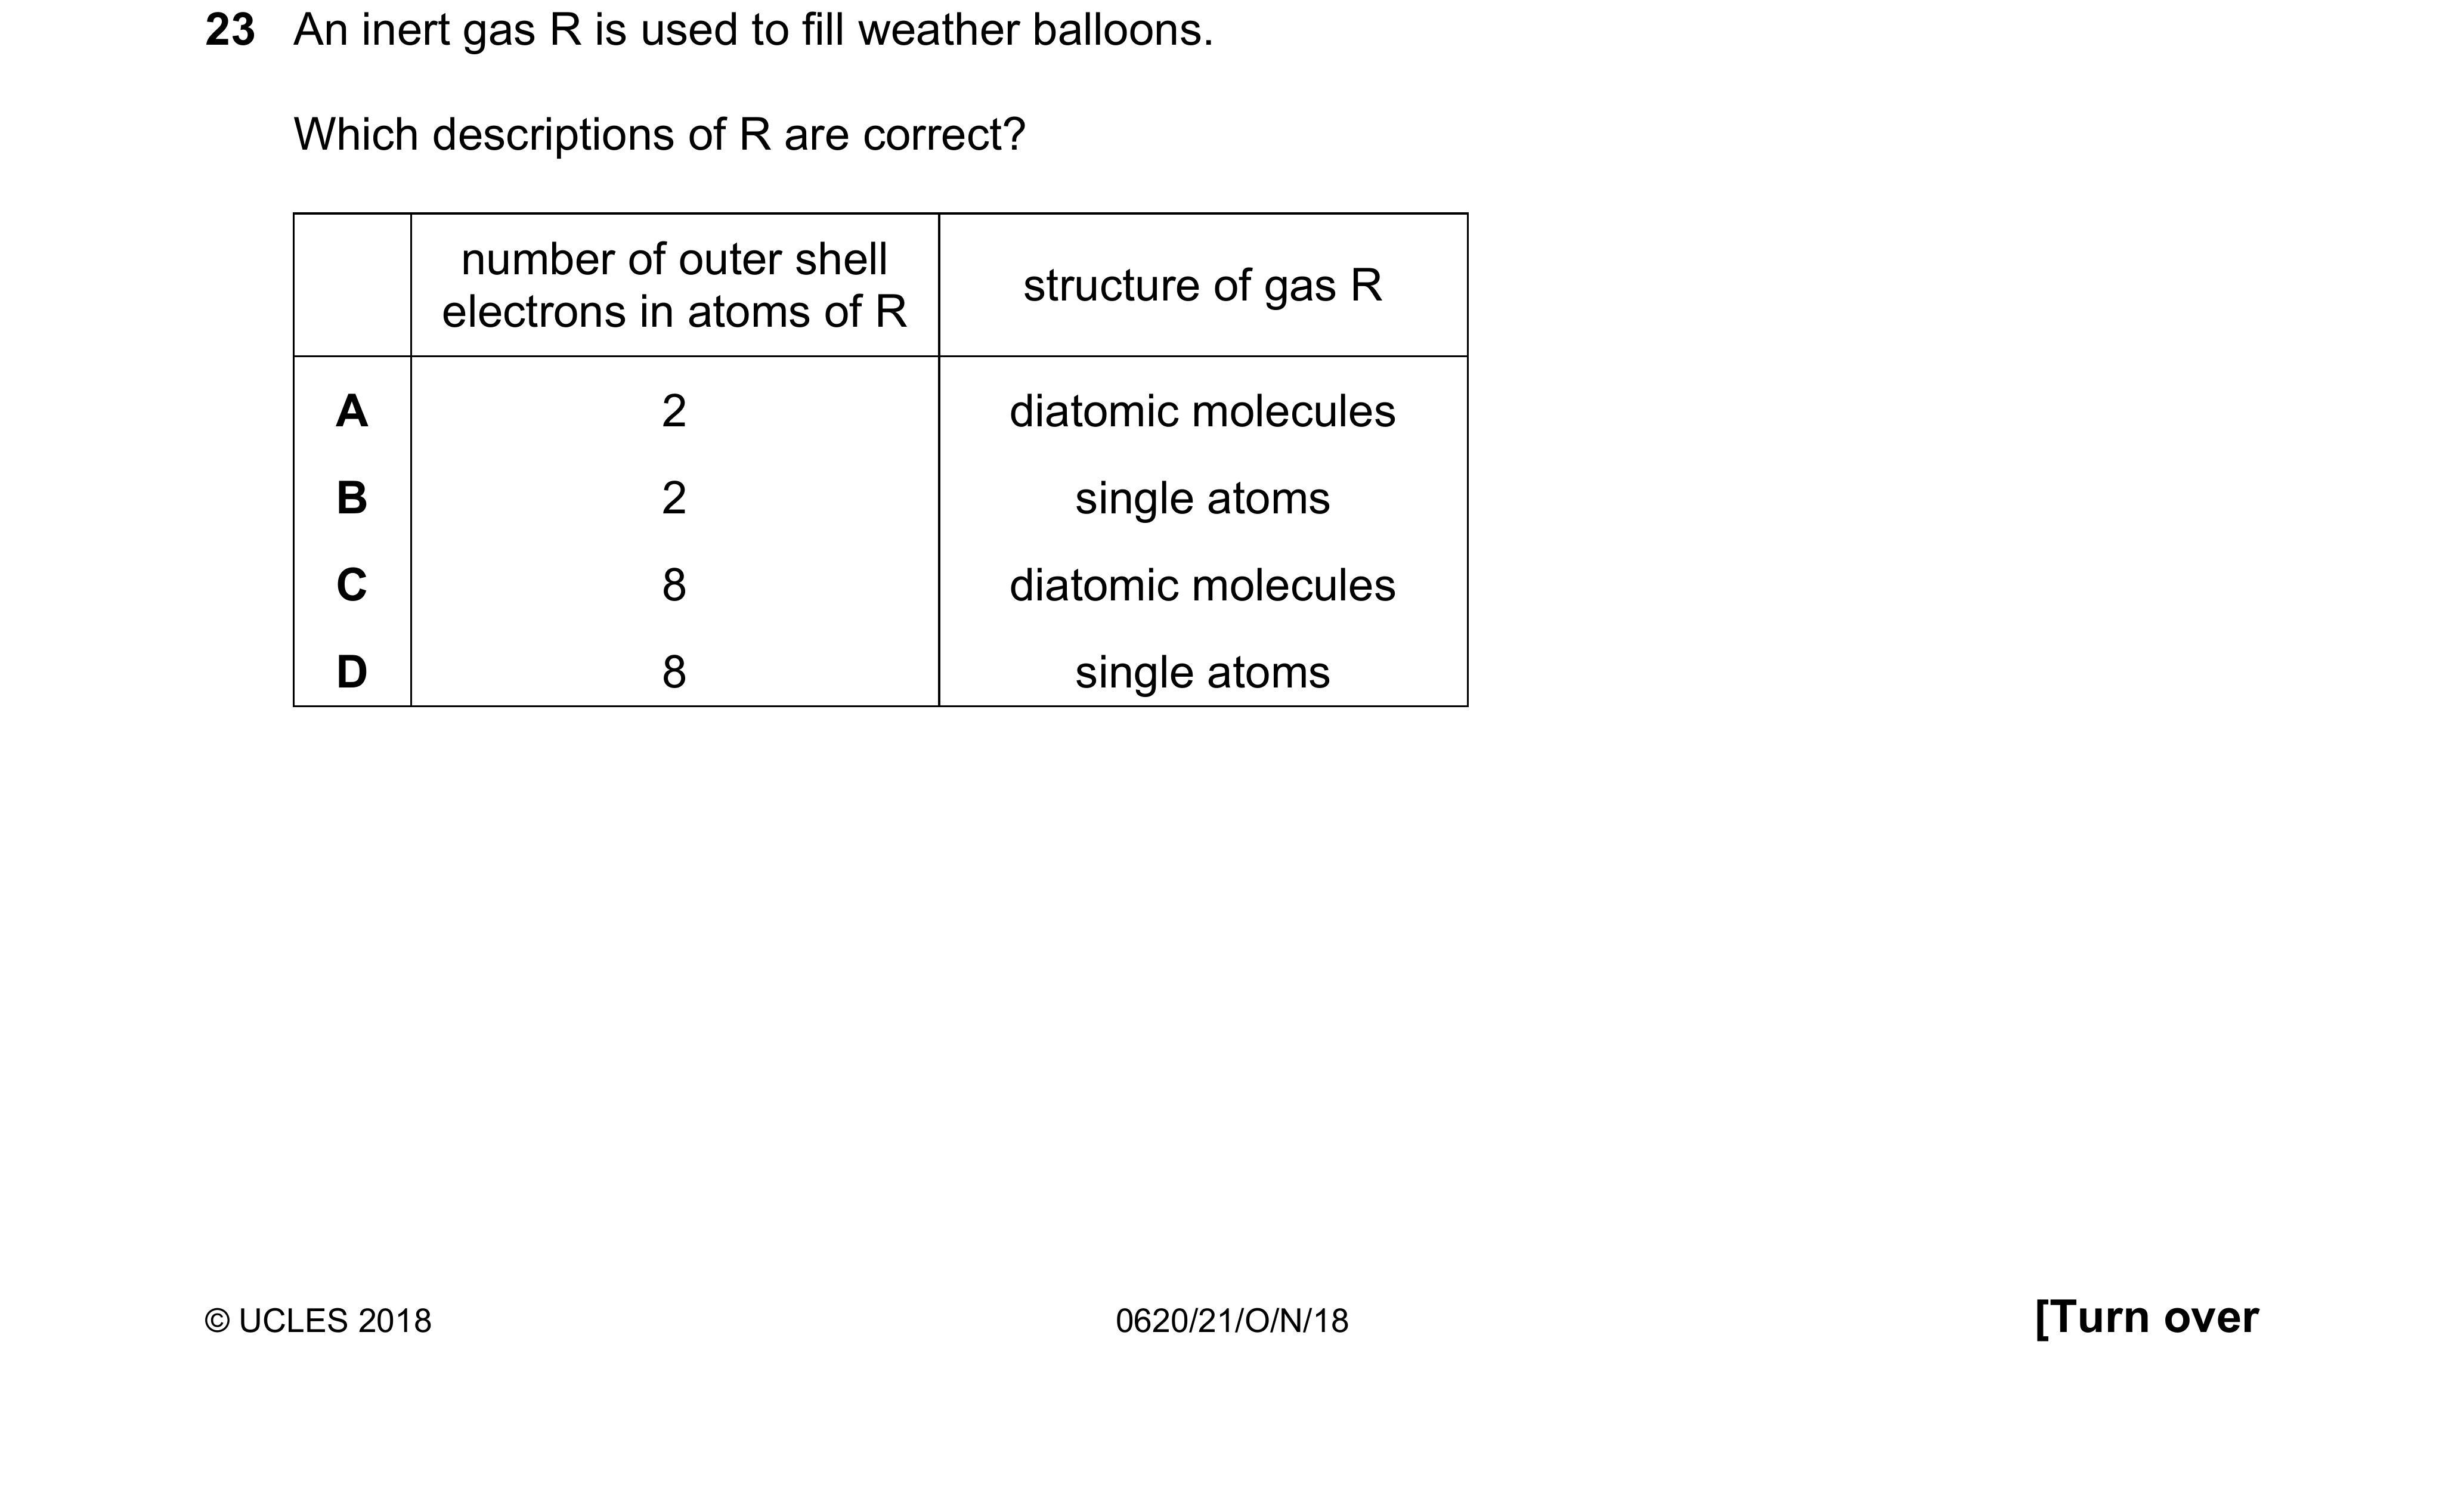 23 An inert gas R is used to fill weather balloons.
Which descriptions of R are correct?
number of outer shell electrons in atoms of R structure of gas R
A 2 diatomic molecules
B 2 single atoms
C 8 diatomic molecules
D 8 single atoms
© UCLES 2018 0620/21/O/N/18 [Turn over